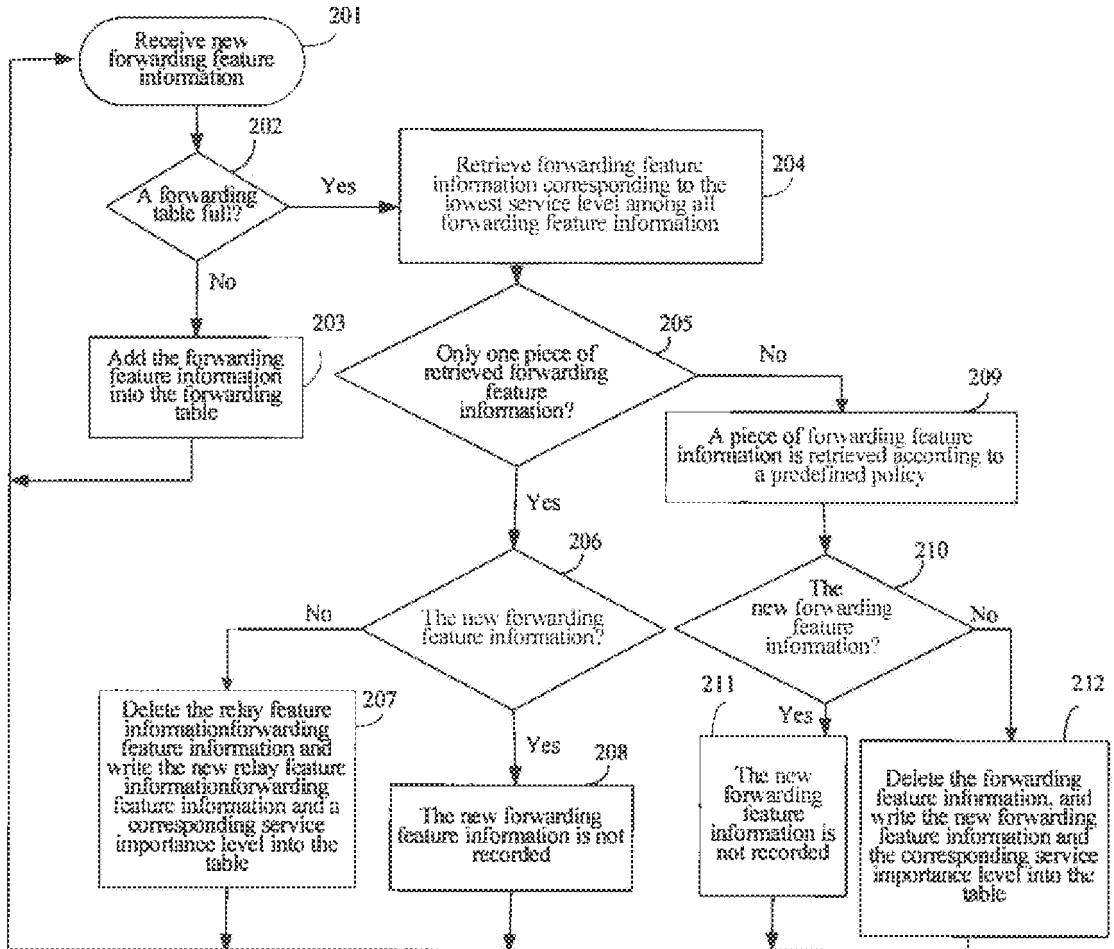 201
Receive new
forwarding feature
information
202
A forwarding
table full?
Yes
No
204
Retrieve forwarding feature
information corresponding to the
lowest service level among all
forwarding feature information
203
Add the forwarding
feature information
into the forwarding
table
205
Only one piece of
retrieved forwarding
feature
information?
No
Yes
209
A piece of forwarding feature
information is retrieved according to
a predefined policy
206
The new forwarding
feature information?
No
Yes
210
The
new forwarding
feature
information?
No
Yes
207
Delete the relay feature
informationforwarding
feature information and
write the new relay feature
informationforwarding
feature information and a
corresponding service
importance level into the
table
208
The new forwarding
feature information is not
recorded
211
The new
forwarding
feature
information is
not recorded
212
Delete the forwarding
feature information, and
write the new forwarding
feature information and
the corresponding service
importance level into the
table